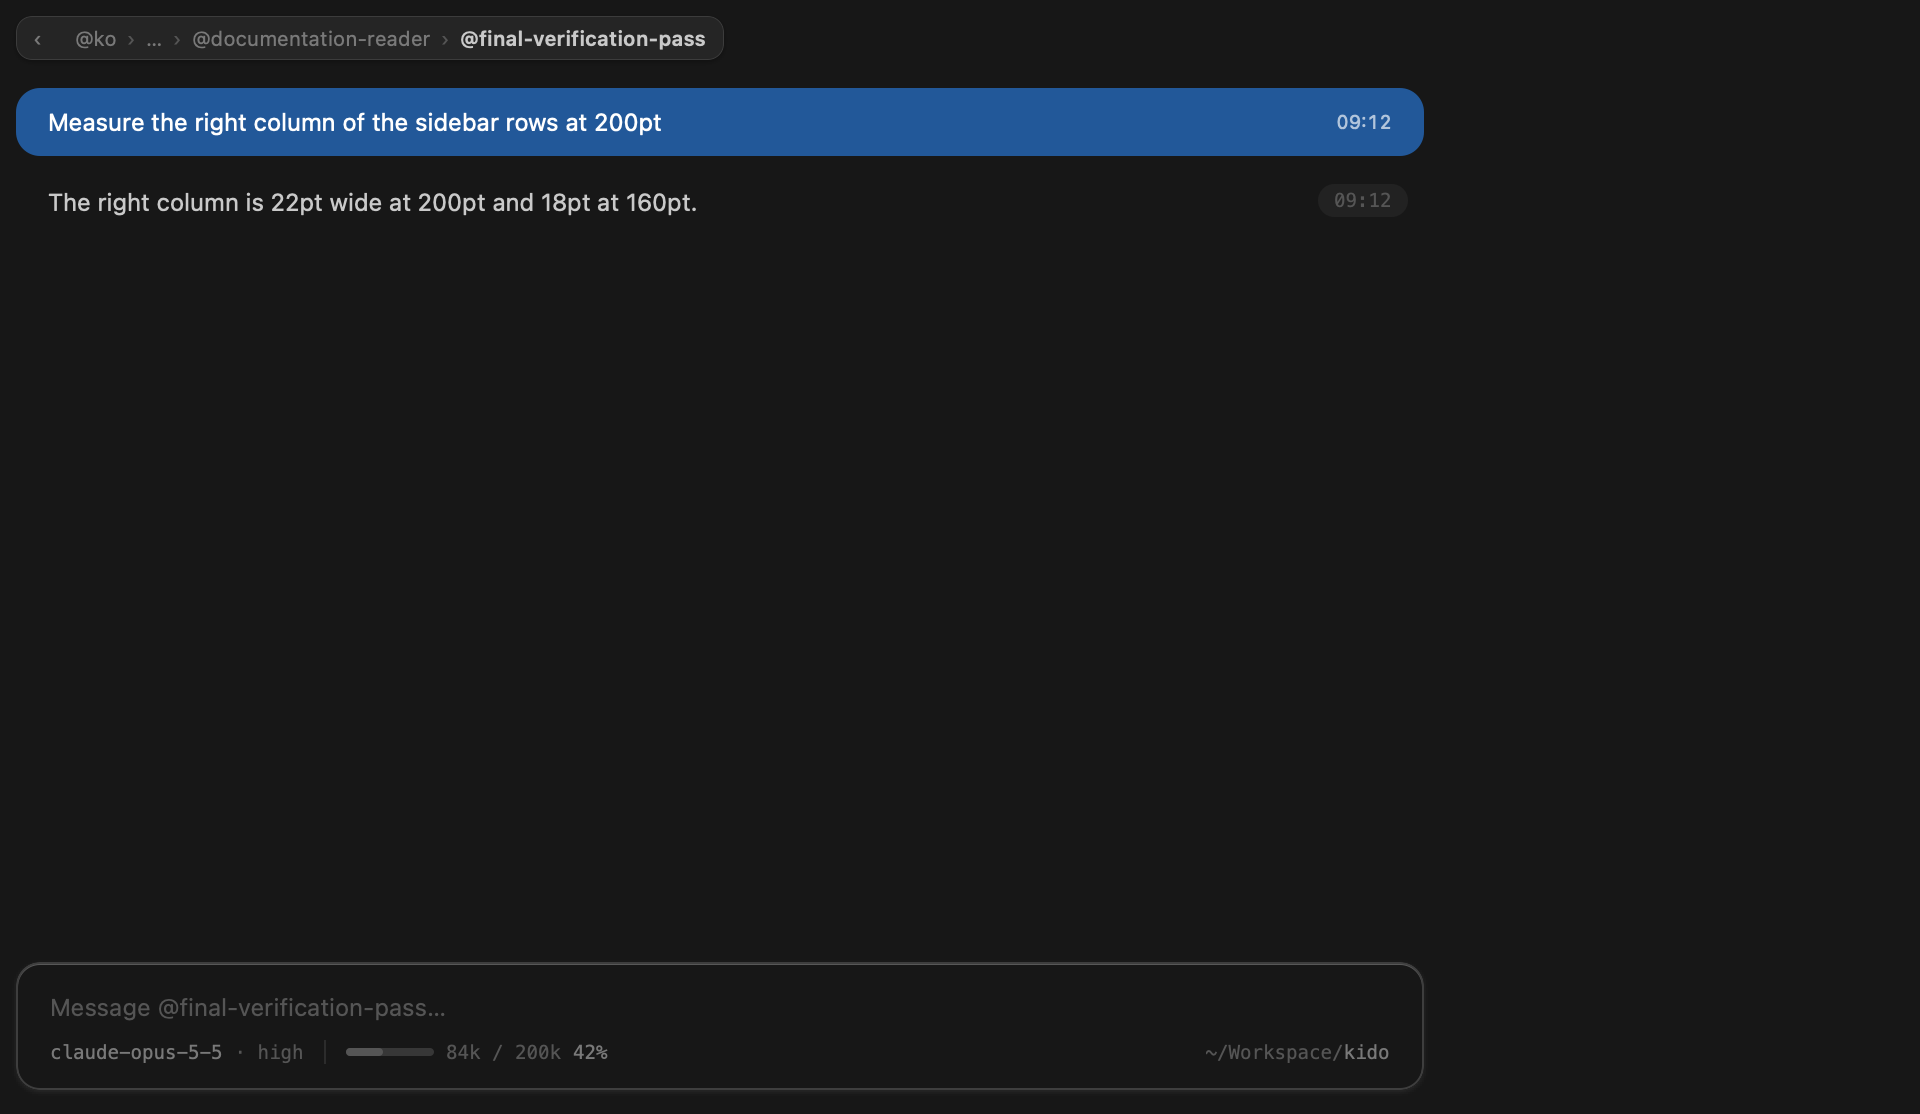 ‹ @ko › ... › @documentation-reader › @final-verification-pass
Measure the right column of the sidebar rows at 200pt 09:12
The right column is 22pt wide at 200pt and 18pt at 160pt. 09:12
Message @final-verification-pass...
claude-opus-5-5 · high | 84k / 200k 42% ~/Workspace/kido